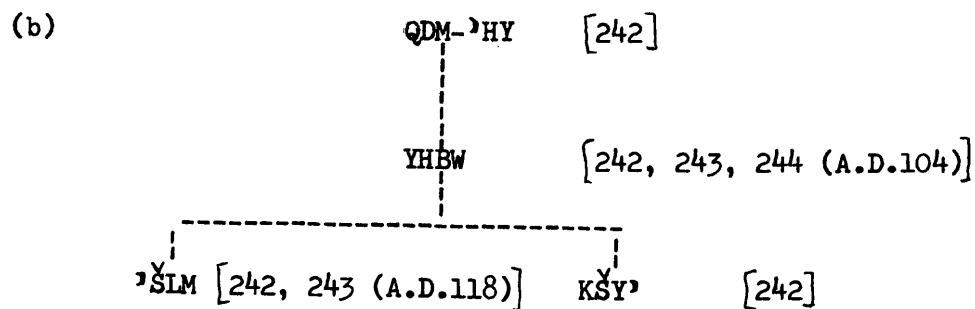 (b)
QDM-ʾHY [242]
YHBW [242, 243, 244 (A.D.104)]
ʾŠLM [242, 243 (A.D.118)] KŠYʾ [242]